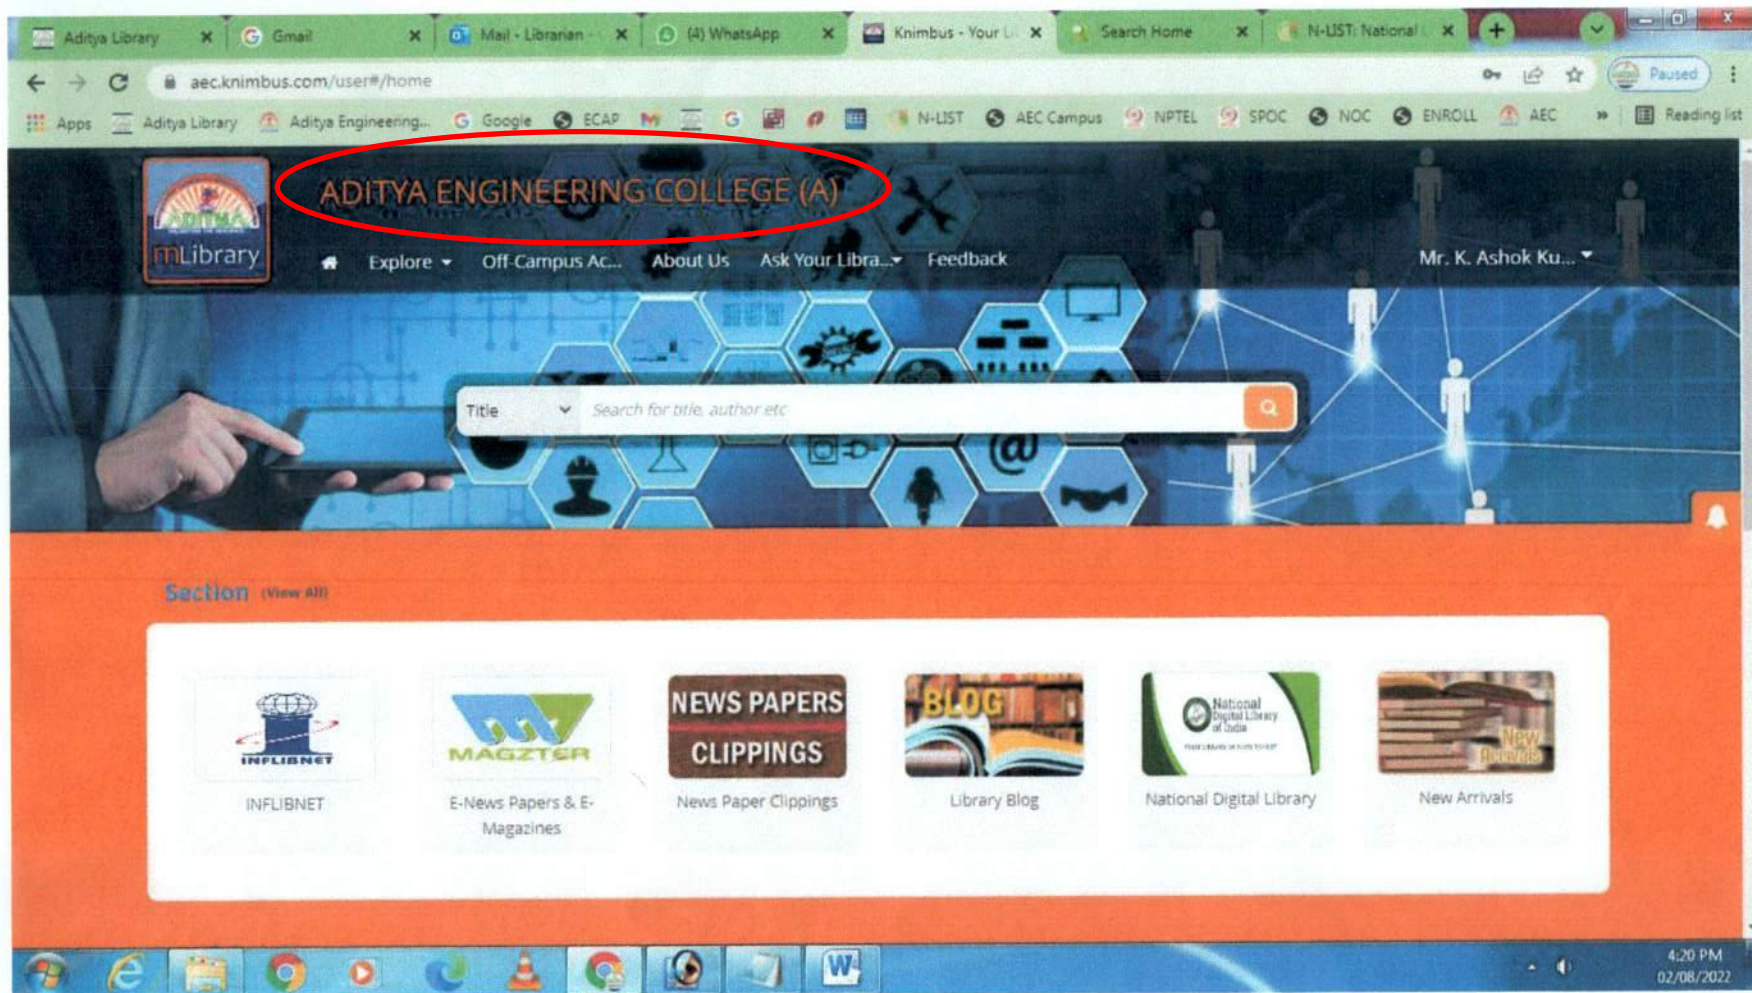 Aditya Library
Gmail
Mail - Librarian -
(4) WhatsApp
Knimbus - Your Li
Search Home
N-LIST: National L
aec.knimbus.com/user#/home
Paused
Apps
Aditya Library
Aditya Engineering...
Google
ECAP
N-LIST
AEC Campus
NPTEL
SPOC
NOC
ENROLL
AEC
»
Reading list
ADITYA ENGINEERING COLLEGE (A)
ADITYA
mLibrary
Explore
Off-Campus Ac...
About Us
Ask Your Libra...
Feedback
Mr. K. Ashok Ku...
Title
Search for title, author etc
@
Section (View All)
INFLIBNET
MAGZTER
NEWS PAPERS
CLIPPINGS
BLOG
National
Digital Library
of India
New
Arrivals
INFLIBNET
E-News Papers & E-
Magazines
News Paper Clippings
Library Blog
National Digital Library
New Arrivals
4:20 PM
02/08/2022